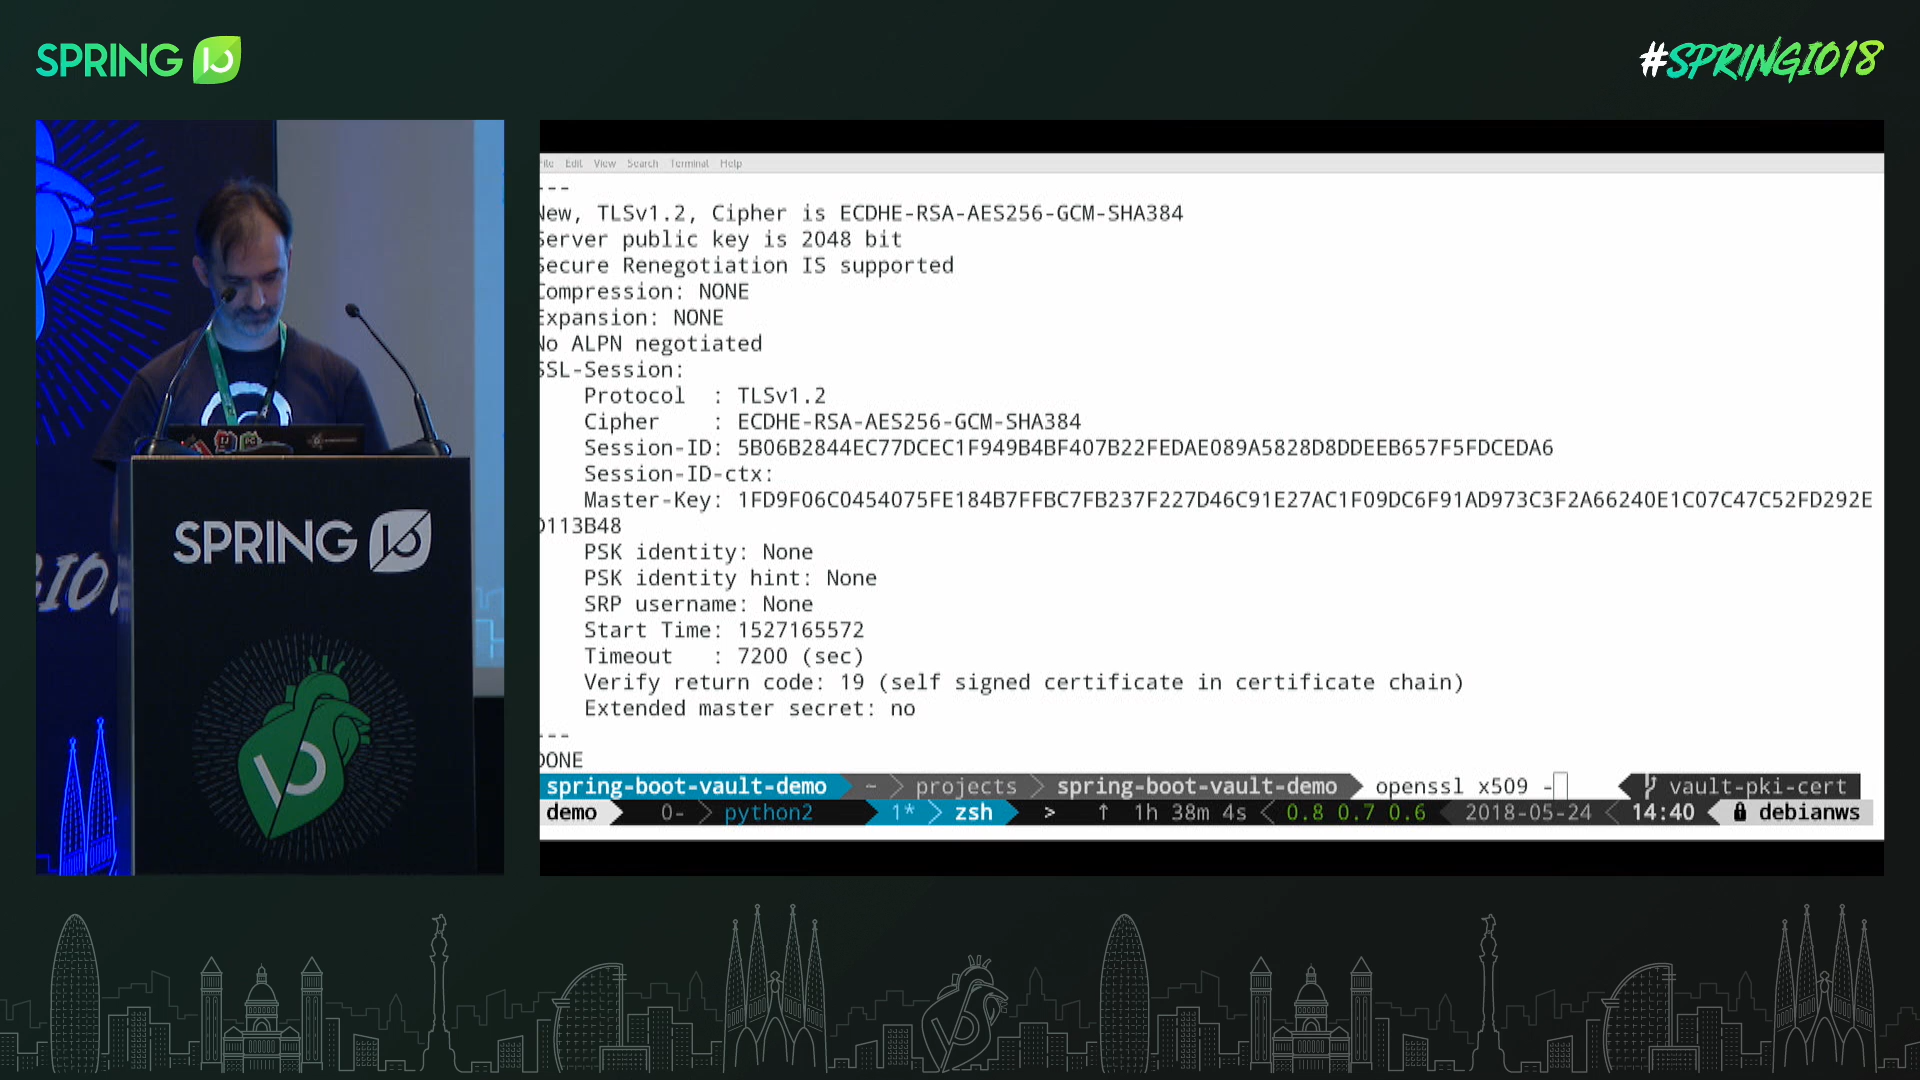 SPRING IO
#SPRINGIO18
File Edit View Search Terminal Help
---
New, TLSv1.2, Cipher is ECDHE-RSA-AES256-GCM-SHA384
Server public key is 2048 bit
Secure Renegotiation IS supported
Compression: NONE
Expansion: NONE
No ALPN negotiated
SSL-Session:
Protocol : TLSv1.2
Cipher : ECDHE-RSA-AES256-GCM-SHA384
Session-ID: 5B06B2844EC77DCEC1F949B4BF407B22FEDAE089A5828D8DDEEB657F5FDCEDA6
Session-ID-ctx:
Master-Key: 1FD9F06C0454075FE184B7FFBC7FB237F227D46C91E27AC1F09DC6F91AD973C3F2A66240E1C07C47C52FD292E
D113B48
PSK identity: None
PSK identity hint: None
SRP username: None
Start Time: 1527165572
Timeout : 7200 (sec)
Verify return code: 19 (self signed certificate in certificate chain)
Extended master secret: no
---
DONE
spring-boot-vault-demo ~ projects spring-boot-vault-demo openssl x509 - vault-pki-cert
demo 0- python2 1* zsh > ↑ 1h 38m 4s 0.8 0.7 0.6 2018-05-24 14:40 debianws
SPRING IO
IO